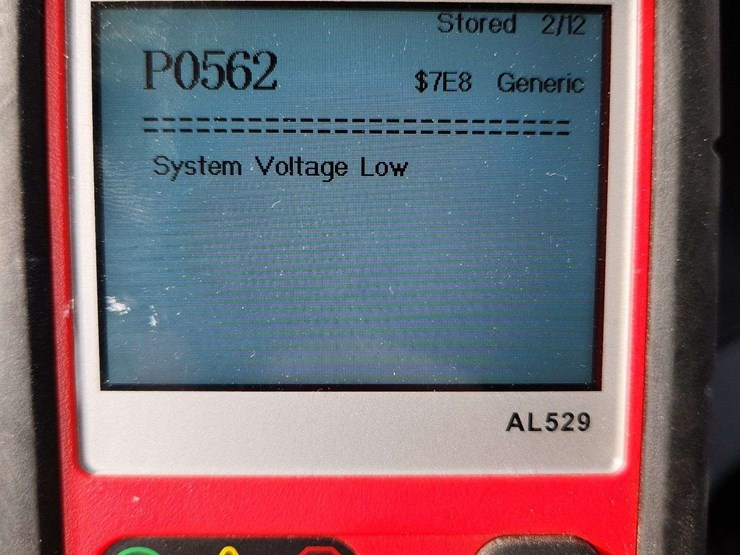 Stored 2/12
P0562 $7E8 Generic
System Voltage Low
AL529